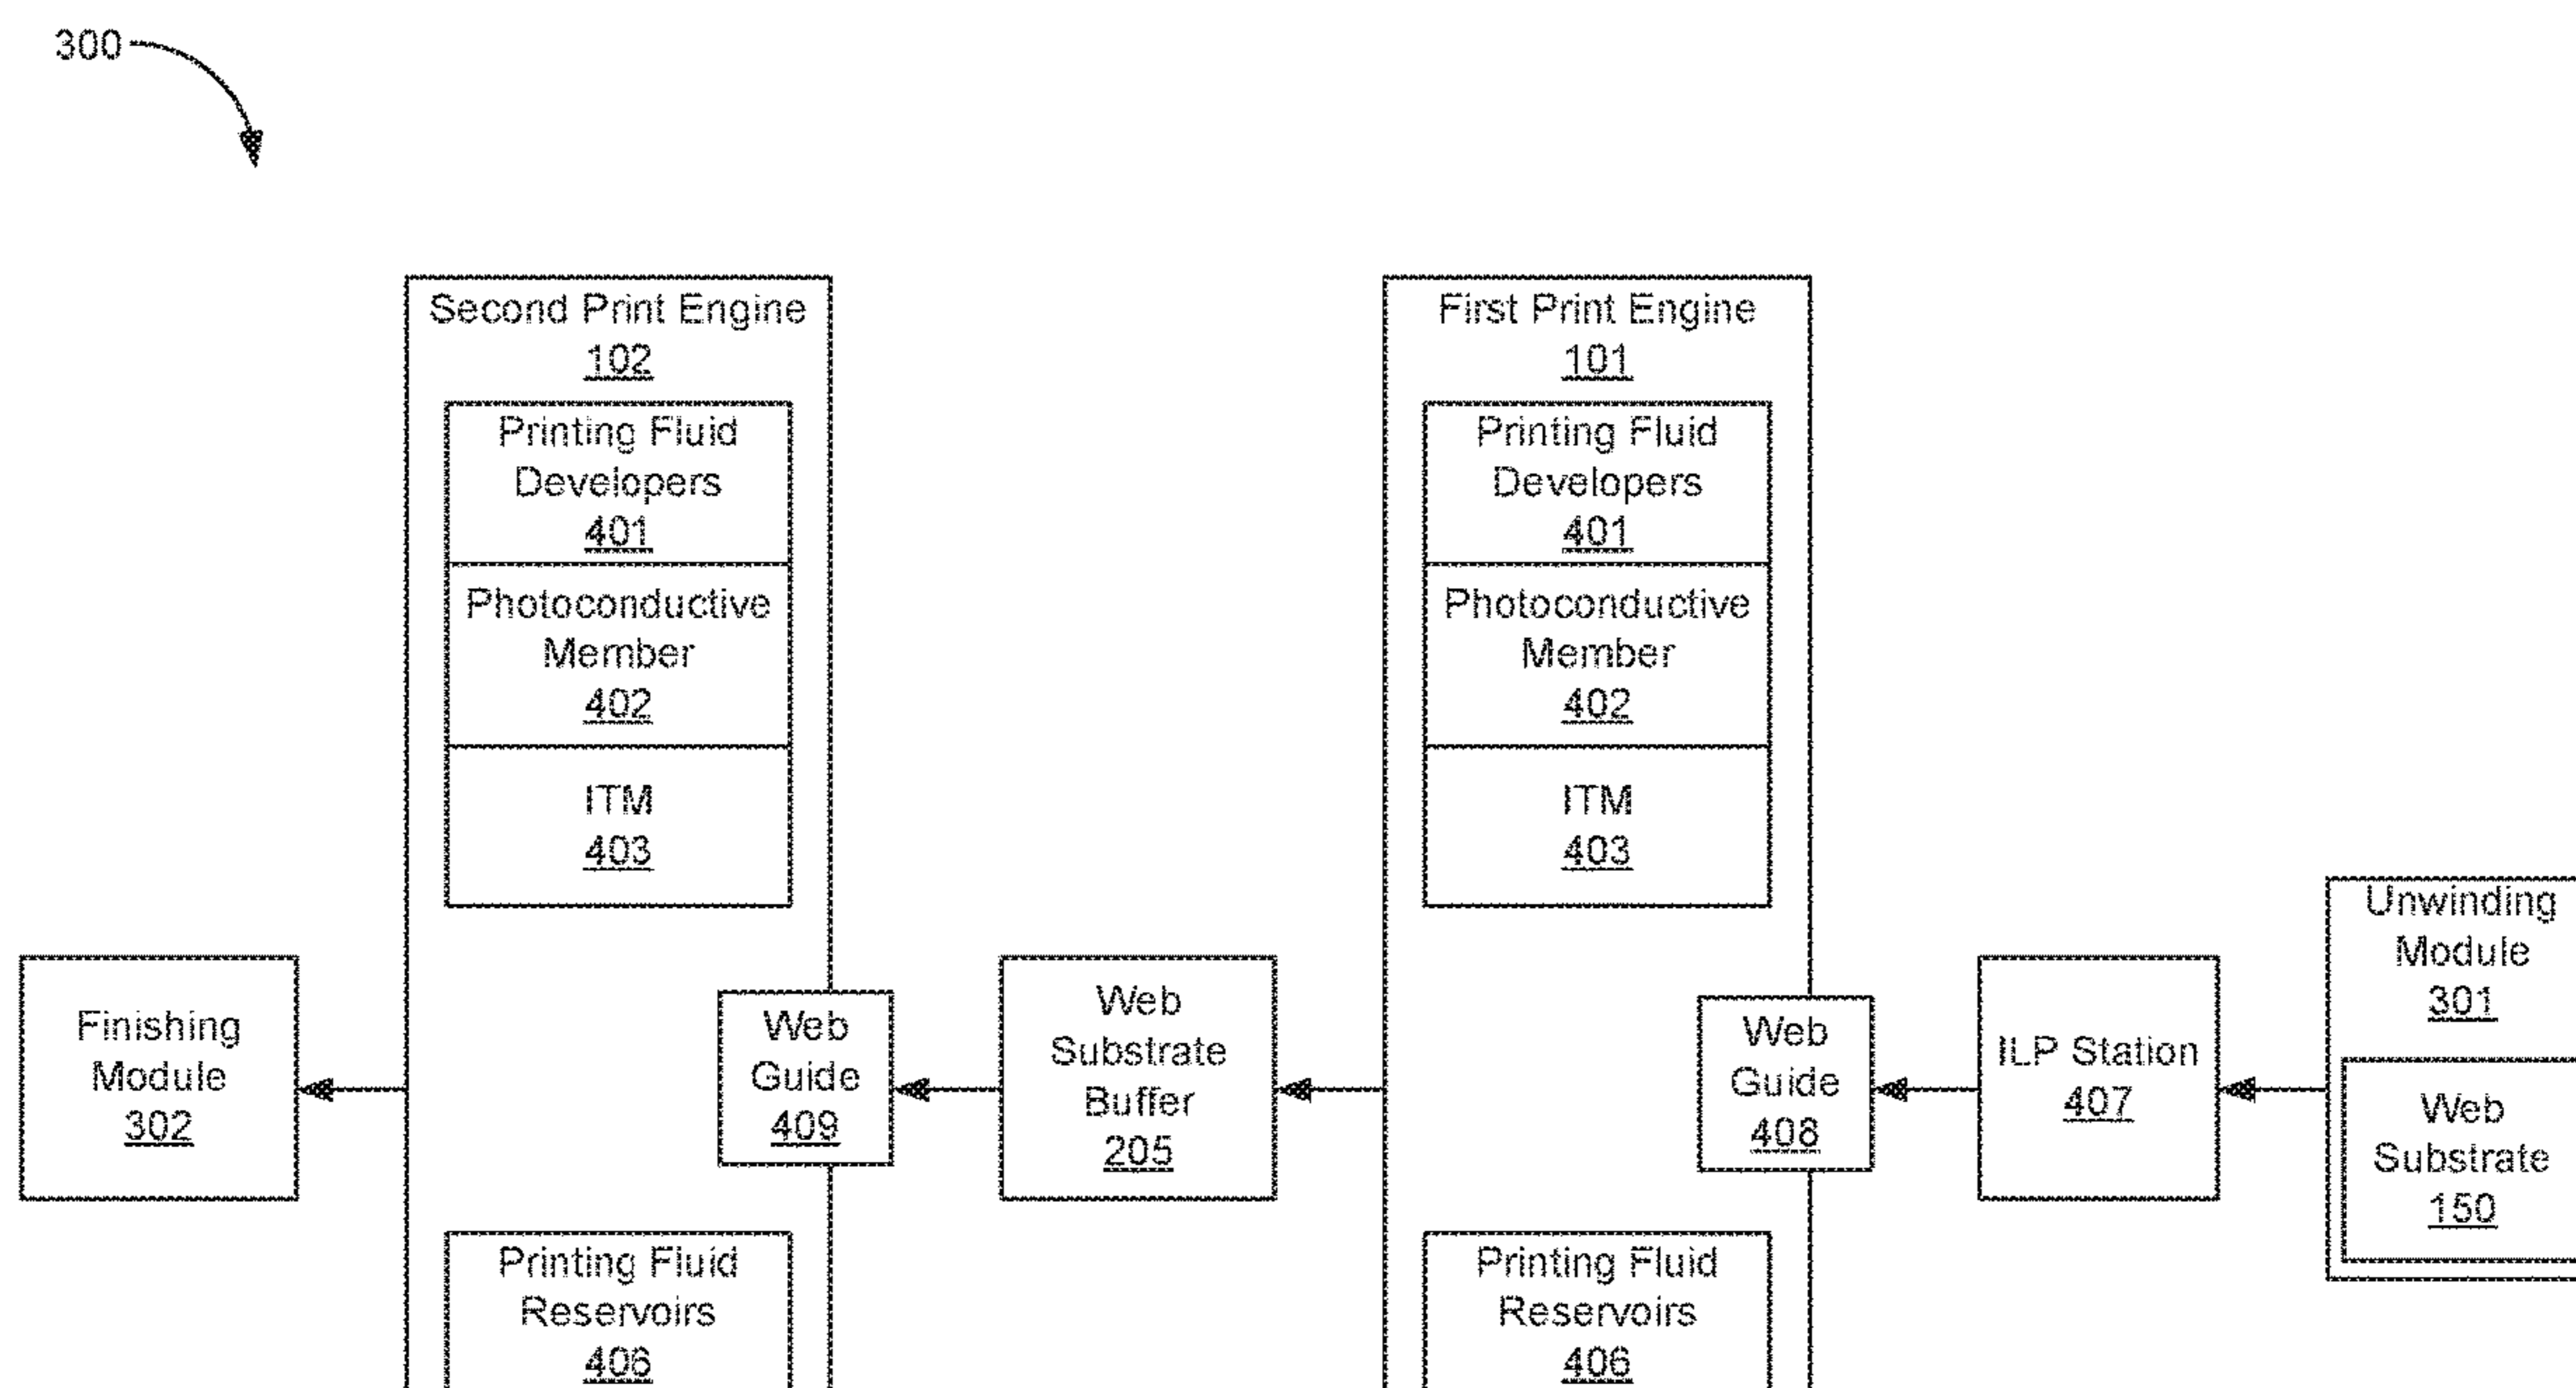 300
Second Print Engine
102
Printing Fluid
Developers
401
Photoconductive
Member
402
ITM
403
First Print Engine
101
Printing Fluid
Developers
401
Photoconductive
Member
402
ITM
403
Finishing
Module
302
Web
Guide
409
Web
Substrate
Buffer
205
Web
Guide
408
ILP Station
407
Unwinding
Module
301
Web
Substrate
150
Printing Fluid
Reservoirs
406
Printing Fluid
Reservoirs
406